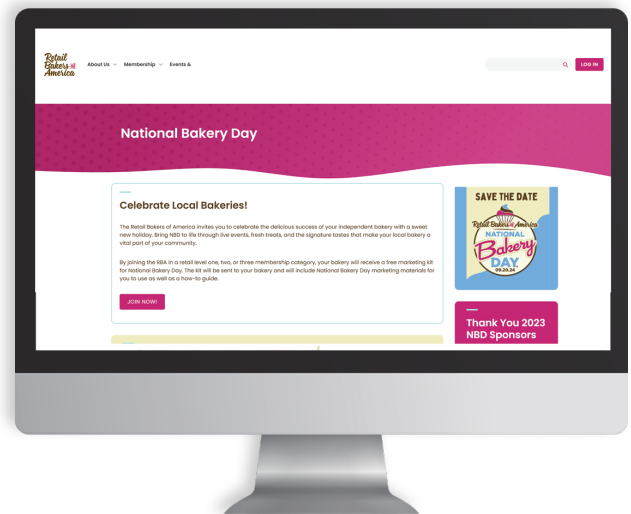 Retail
Bakers of
America
About Us
Membership
Events &
LOG IN
National Bakery Day
Celebrate Local Bakeries!
The Retail Bakers of America invites you to celebrate the delicious success of your independent bakery with a sweet
new holiday. Bring NBD to life through live events, fresh treats, and the signature tastes that make your local bakery a
vital part of your community.
By joining the RBA in a retail level one, two, or three membership category, your bakery will receive a free marketing kit
for National Bakery Day. The kit will be sent to your bakery and will include National Bakery Day marketing materials for
you to use as well as a how-to guide.
JOIN NOW!
SAVE THE DATE
Retail Bakers of America
NATIONAL
Bakery
DAY
09.20.24
Thank You 2023
NBD Sponsors